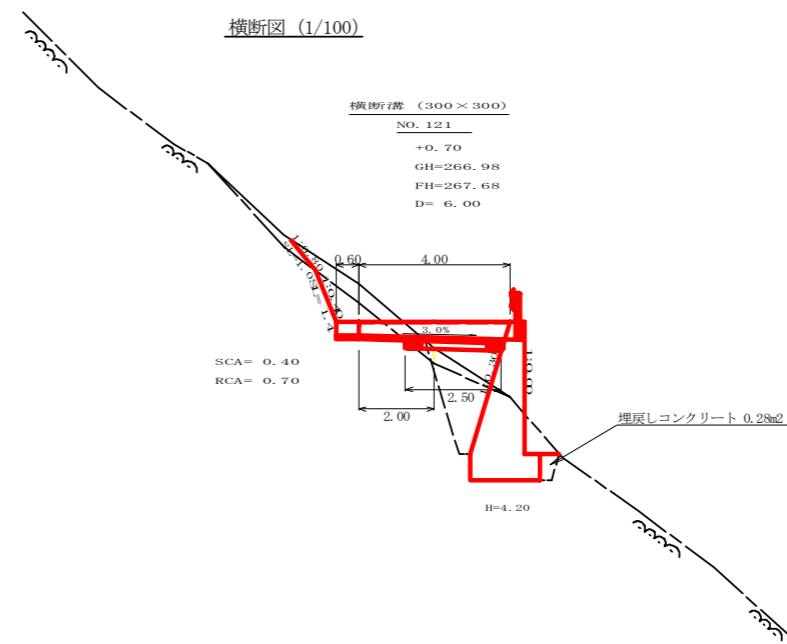 横断図 (1/100)
横断溝 (300×300)
NO. 121
+0.70
GH=266.98
FH=267.68
D= 6.00
0.60
4.00
3.0%
SCA= 0.40
RCA= 0.70
2.50
2.00
埋戻しコンクリート 0.28m2
H=4.20